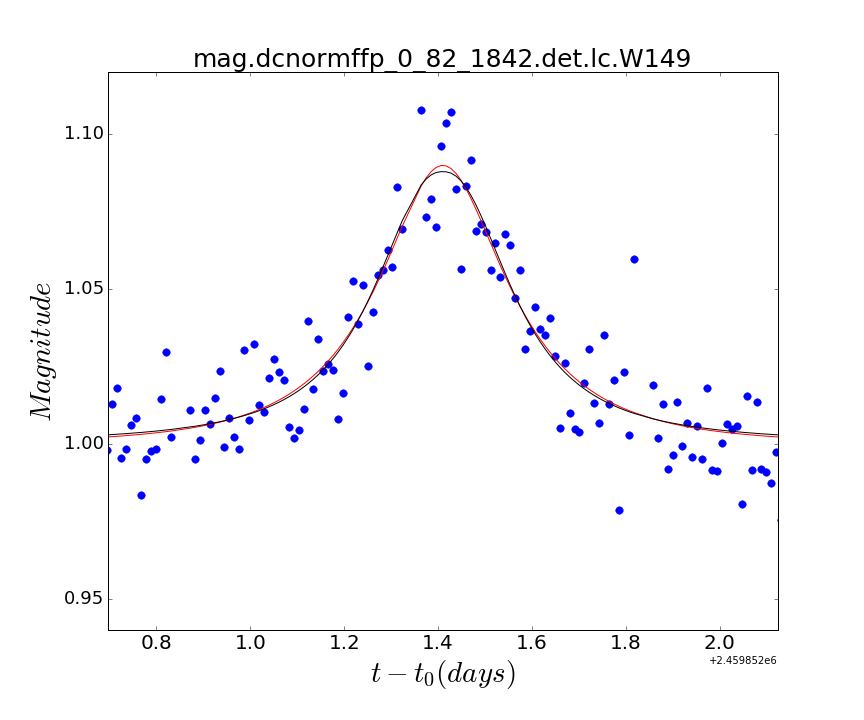 mag.dcnormffp_0_82_1842.det.lc.W149
1.10
1.05
1.00
0.95
Magnitude
0.8 1.0 1.2 1.4 1.6 1.8 2.0
+2.459852e6
t − t₀(days)